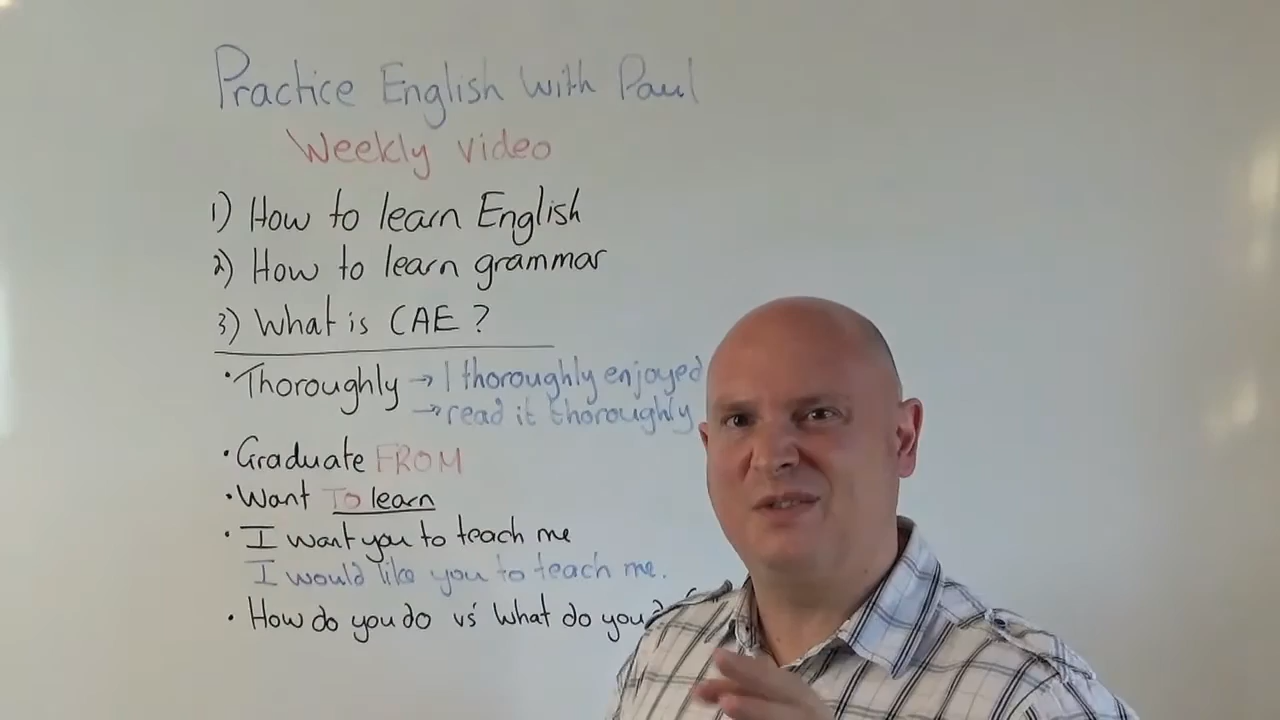 Practice English with Paul
Weekly video
1) How to learn English
2) How to learn grammar
3) What is CAE ?
• Thoroughly → I thoroughly enjoyed
→ read it thoroughly
• Graduate FROM
• Want TO learn
• I want you to teach me
I would like you to teach me.
• How do you do vs' What do you